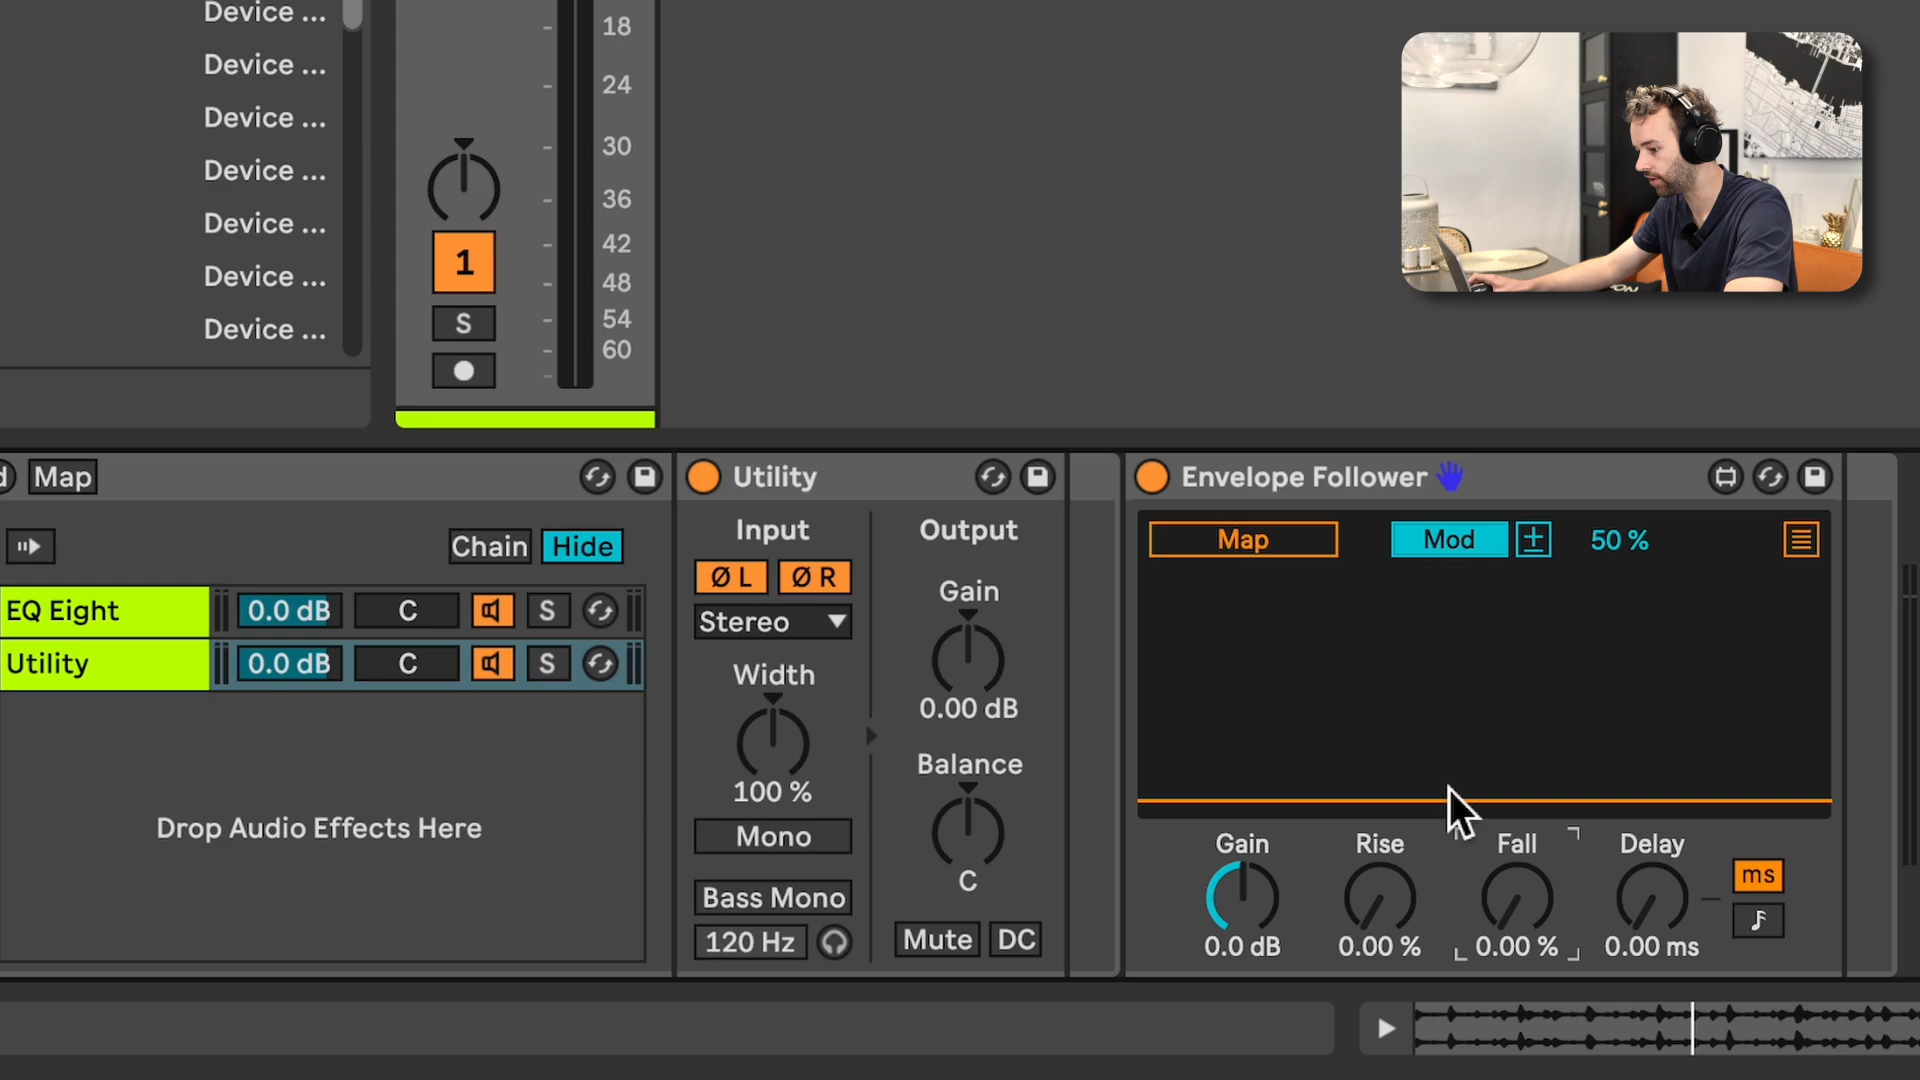 Device ...
Device ...
Device ...
Device ...
Device ...
Device ...
Device ...
18
24
30
36
42
48
54
60
1
S
Map
Chain Hide
EQ Eight 0.0 dB C S
Utility 0.0 dB C S
Drop Audio Effects Here
Utility
Input
Ø L Ø R
Stereo
Width
100 %
Mono
Bass Mono
120 Hz
Output
Gain
0.00 dB
Balance
C
Mute DC
Envelope Follower
Map Mod ± 50 %
Gain Rise Fall Delay
ms
0.0 dB 0.00 % 0.00 % 0.00 ms